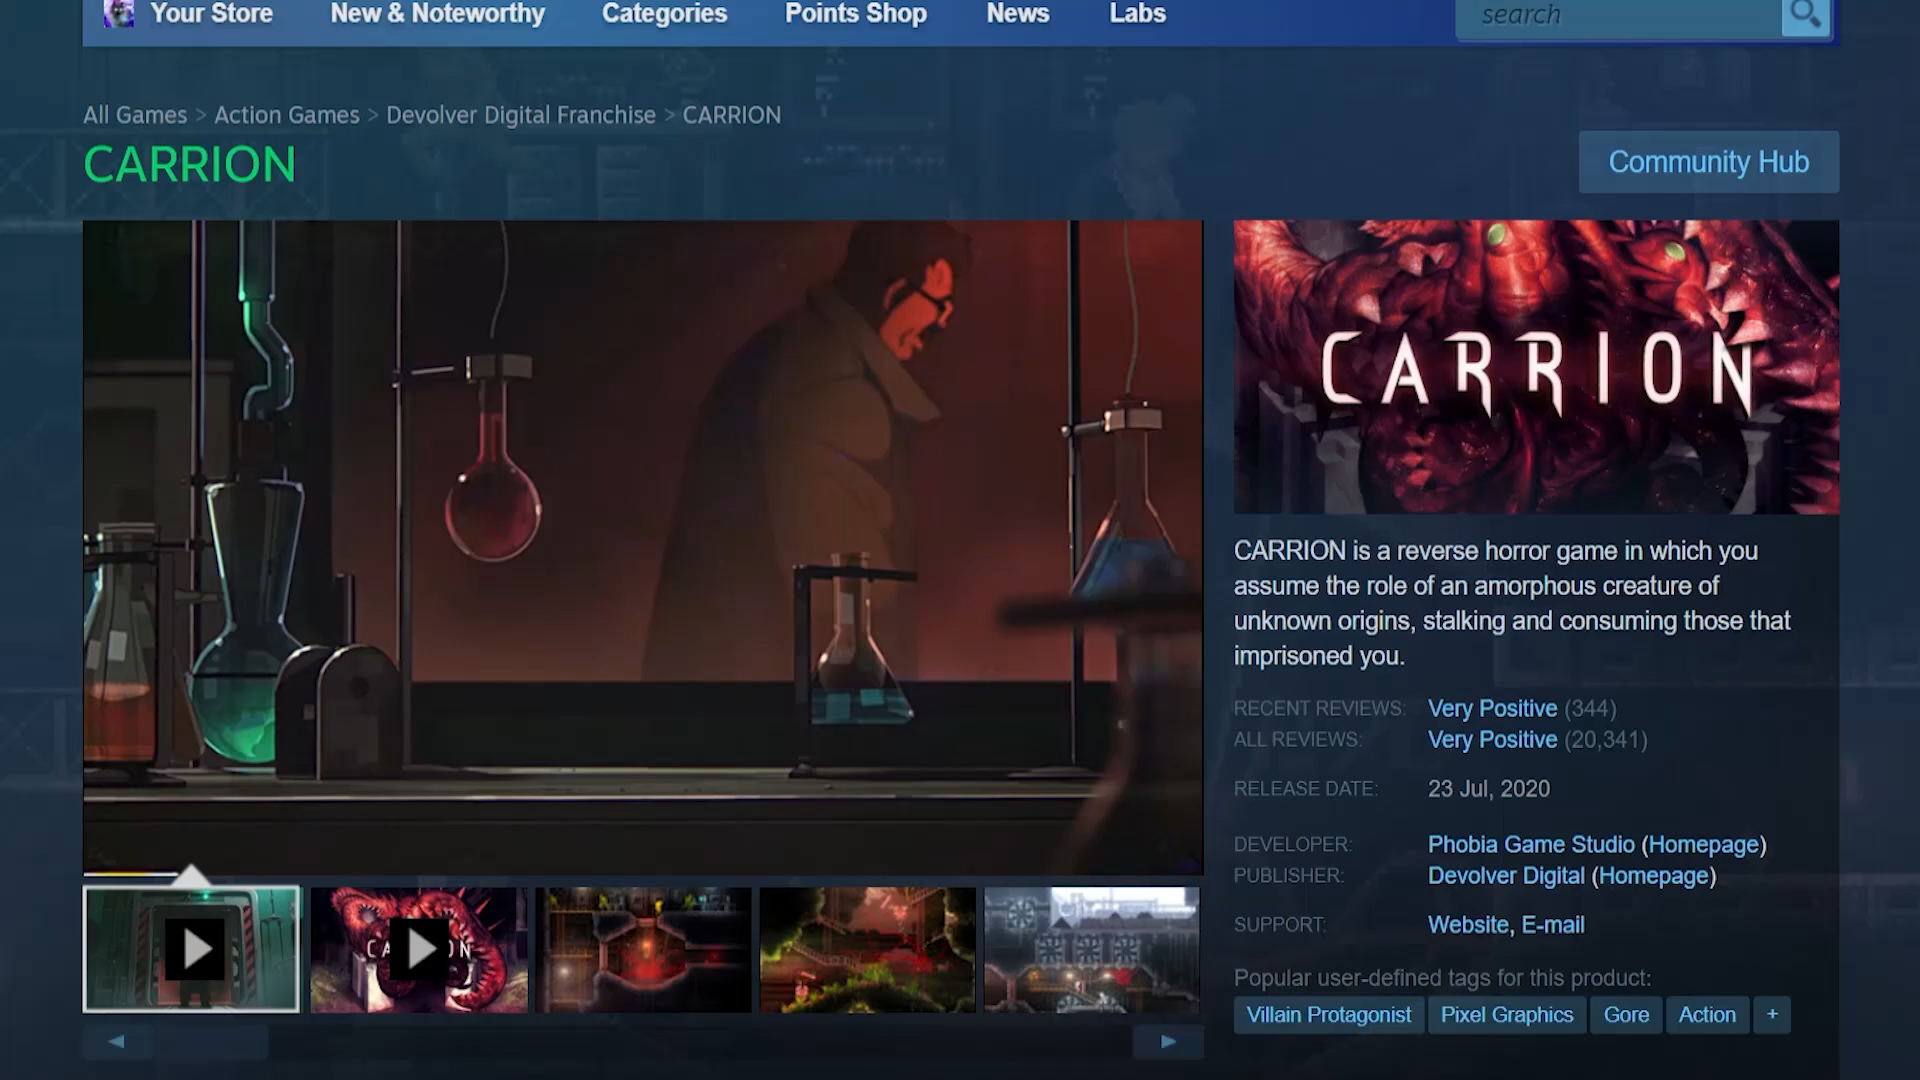 Your Store New & Noteworthy Categories Points Shop News Labs search
All Games > Action Games > Devolver Digital Franchise > CARRION
CARRION
Community Hub
CARRION
CARRION is a reverse horror game in which you
assume the role of an amorphous creature of
unknown origins, stalking and consuming those that
imprisoned you.
RECENT REVIEWS: Very Positive (344)
ALL REVIEWS: Very Positive (20,341)
RELEASE DATE: 23 Jul, 2020
DEVELOPER: Phobia Game Studio (Homepage)
PUBLISHER: Devolver Digital (Homepage)
SUPPORT: Website, E-mail
Popular user-defined tags for this product:
Villain Protagonist Pixel Graphics Gore Action +